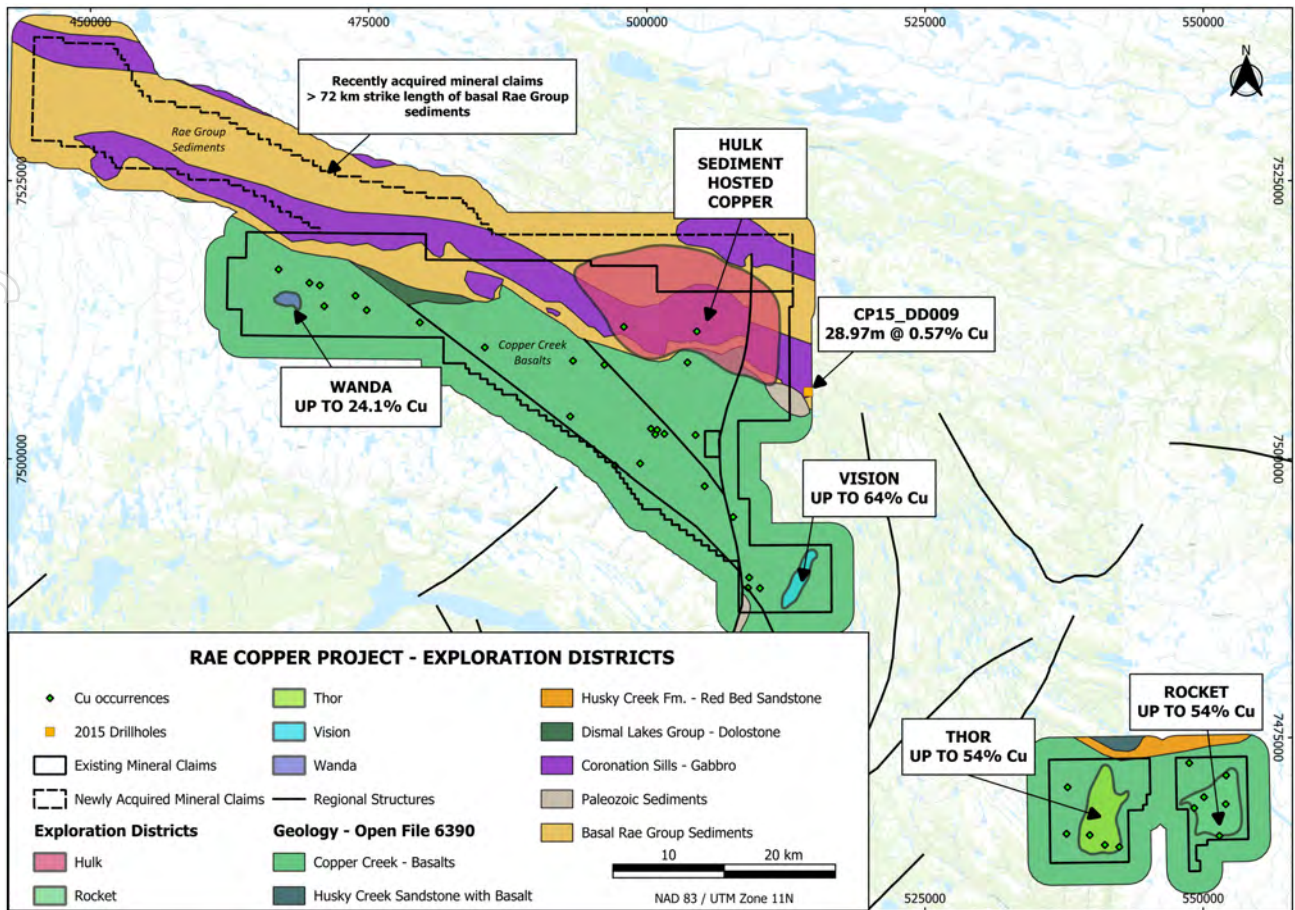 450000
475000
500000
525000
550000
N
Recently acquired mineral claims
> 72 km strike length of basal Rae Group
sediments
Rae Group
Sediments
HULK
SEDIMENT
HOSTED
COPPER
7525000
7525000
CP15_DD009
28.97m @ 0.57% Cu
Copper Creek
Basalts
WANDA
UP TO 24.1% Cu
7500000
7500000
VISION
UP TO 64% Cu
ROCKET
UP TO 54% Cu
THOR
UP TO 54% Cu
7475000
RAE COPPER PROJECT - EXPLORATION DISTRICTS
Cu occurrences
2015 Drillholes
Existing Mineral Claims
Newly Acquired Mineral Claims
Exploration Districts
Hulk
Rocket
Thor
Vision
Wanda
Regional Structures
Geology - Open File 6390
Copper Creek - Basalts
Husky Creek Sandstone with Basalt
Husky Creek Fm. - Red Bed Sandstone
Dismal Lakes Group - Dolostone
Coronation Sills - Gabbro
Paleozoic Sediments
Basal Rae Group Sediments
10 20 km
NAD 83 / UTM Zone 11N
525000
550000